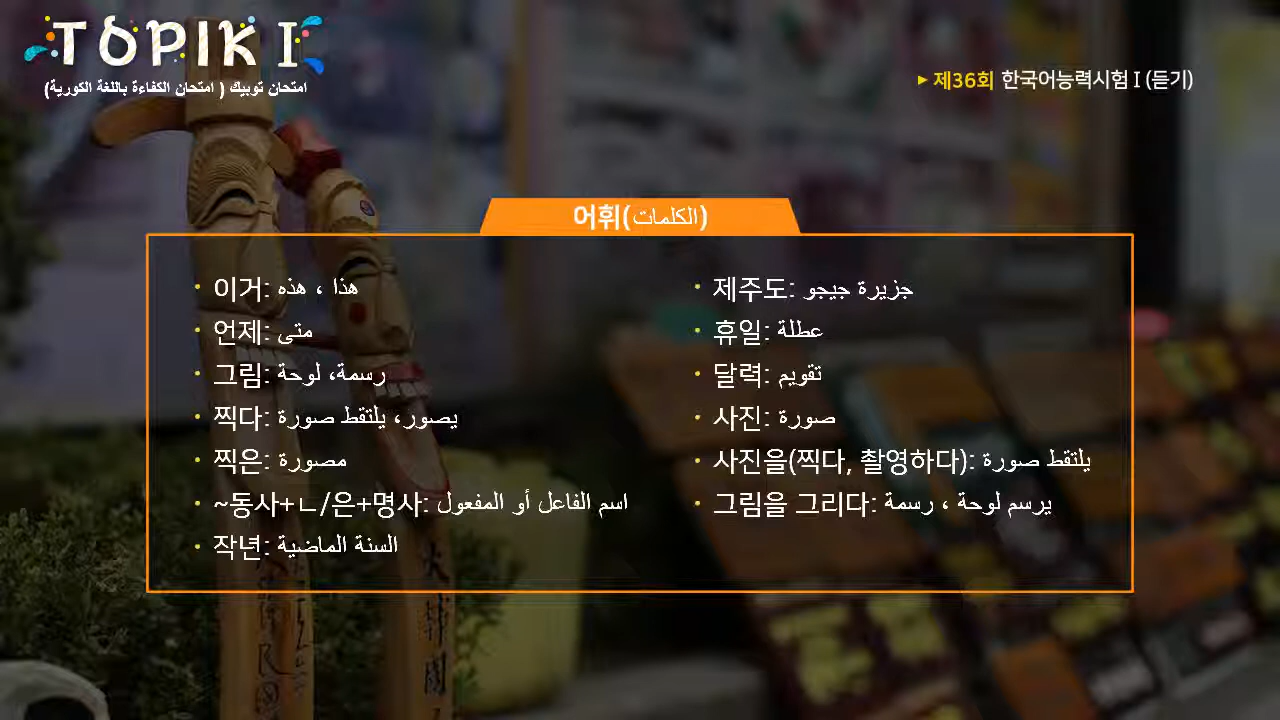 TOPIK I
امتحان توبيك ( امتحان الكفاءة باللغة الكورية)
▶ 제36회 한국어능력시험 I (듣기)
어휘(الكلمات)
• 이거: هذا ، هذه
• 언제: متى
• 그림: رسمة، لوحة
• 찍다: يصور، يلتقط صورة
• 찍은: مصورة
• ~동사+ㄴ/은+명사: اسم الفاعل أو المفعول
• 작년: السنة الماضية
• 제주도: جزيرة جيجو
• 휴일: عطلة
• 달력: تقويم
• 사진: صورة
• 사진을(찍다, 촬영하다): يلتقط صورة
• 그림을 그리다: يرسم لوحة ، رسمة